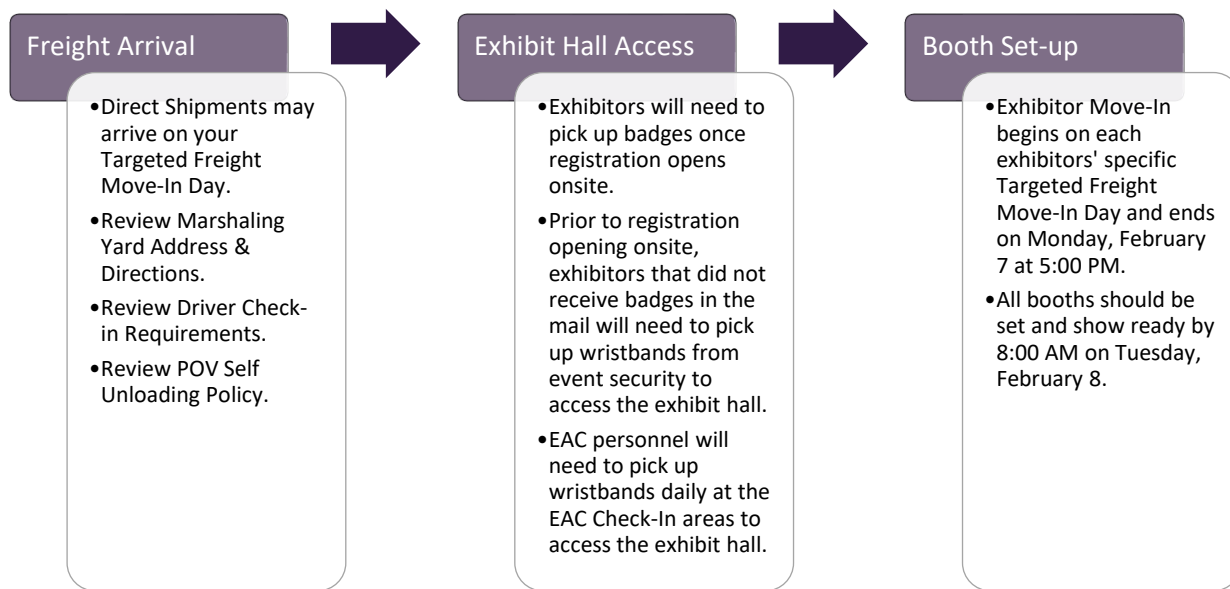 Freight Arrival
•Direct Shipments may
arrive on your
Targeted Freight
Move-In Day.
•Review Marshaling
Yard Address &
Directions.
•Review Driver Check-
in Requirements.
•Review POV Self
Unloading Policy.
Exhibit Hall Access
•Exhibitors will need to
pick up badges once
registration opens
onsite.
•Prior to registration
opening onsite,
exhibitors that did not
receive badges in the
mail will need to pick
up wristbands from
event security to
access the exhibit hall.
•EAC personnel will
need to pick up
wristbands daily at the
EAC Check-In areas to
access the exhibit hall.
Booth Set-up
•Exhibitor Move-In
begins on each
exhibitors' specific
Targeted Freight
Move-In Day and ends
on Monday, February
7 at 5:00 PM.
•All booths should be
set and show ready by
8:00 AM on Tuesday,
February 8.